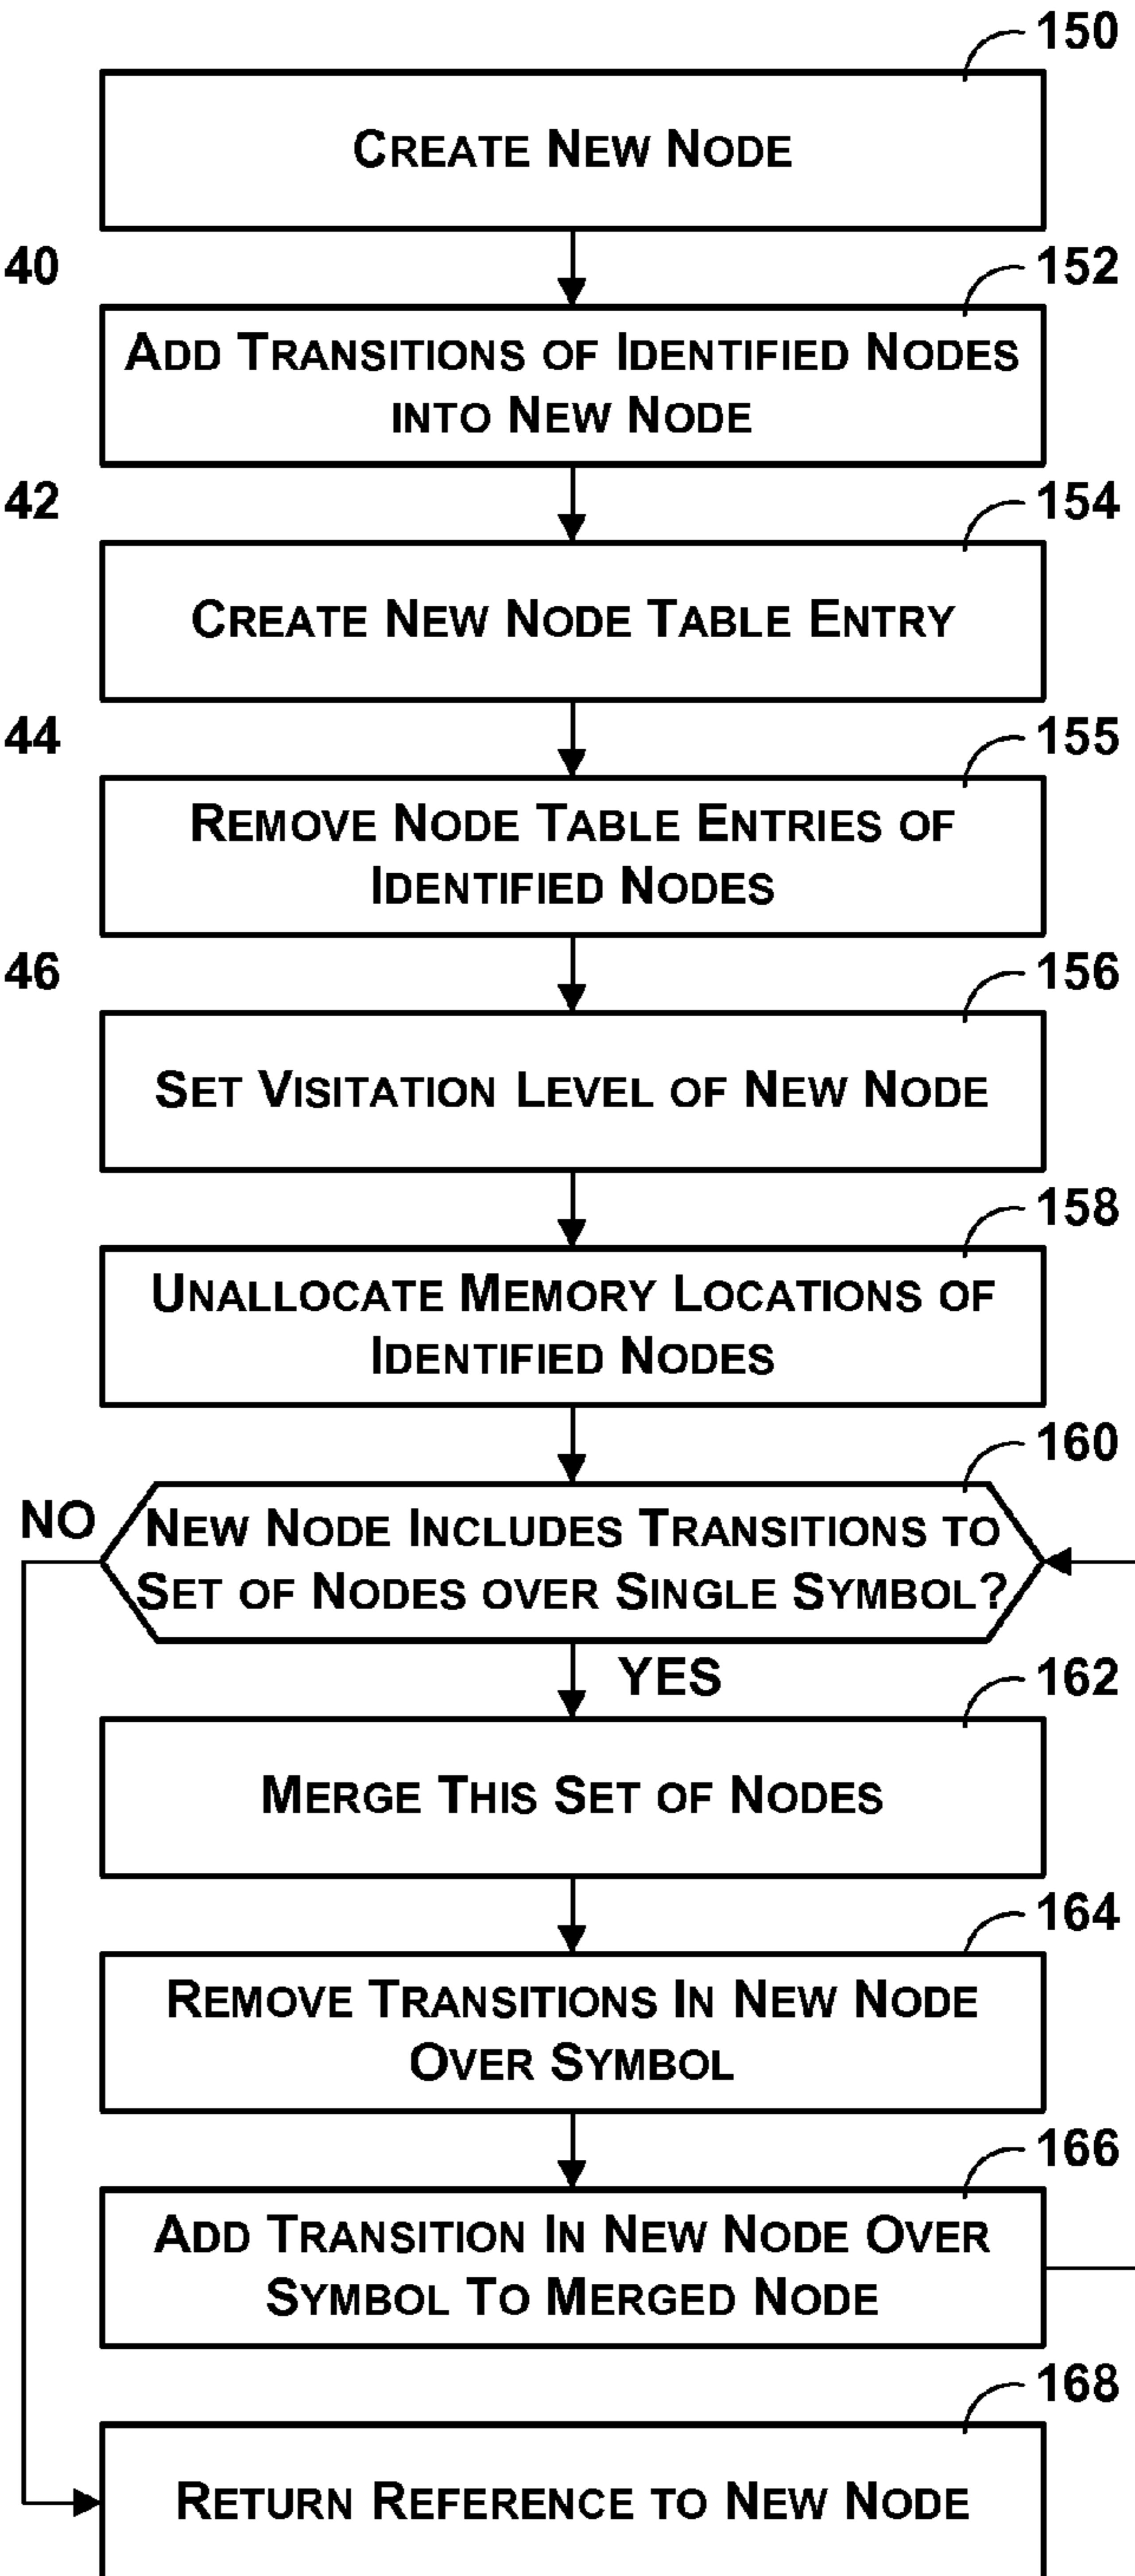 150
CREATE NEW NODE
40
152
ADD TRANSITIONS OF IDENTIFIED NODES
INTO NEW NODE
42
154
CREATE NEW NODE TABLE ENTRY
44
155
REMOVE NODE TABLE ENTRIES OF
IDENTIFIED NODES
46
156
SET VISITATION LEVEL OF NEW NODE
158
UNALLOCATE MEMORY LOCATIONS OF
IDENTIFIED NODES
160
NO
NEW NODE INCLUDES TRANSITIONS TO
SET OF NODES OVER SINGLE SYMBOL?
YES
162
MERGE THIS SET OF NODES
164
REMOVE TRANSITIONS IN NEW NODE
OVER SYMBOL
166
ADD TRANSITION IN NEW NODE OVER
SYMBOL TO MERGED NODE
168
RETURN REFERENCE TO NEW NODE